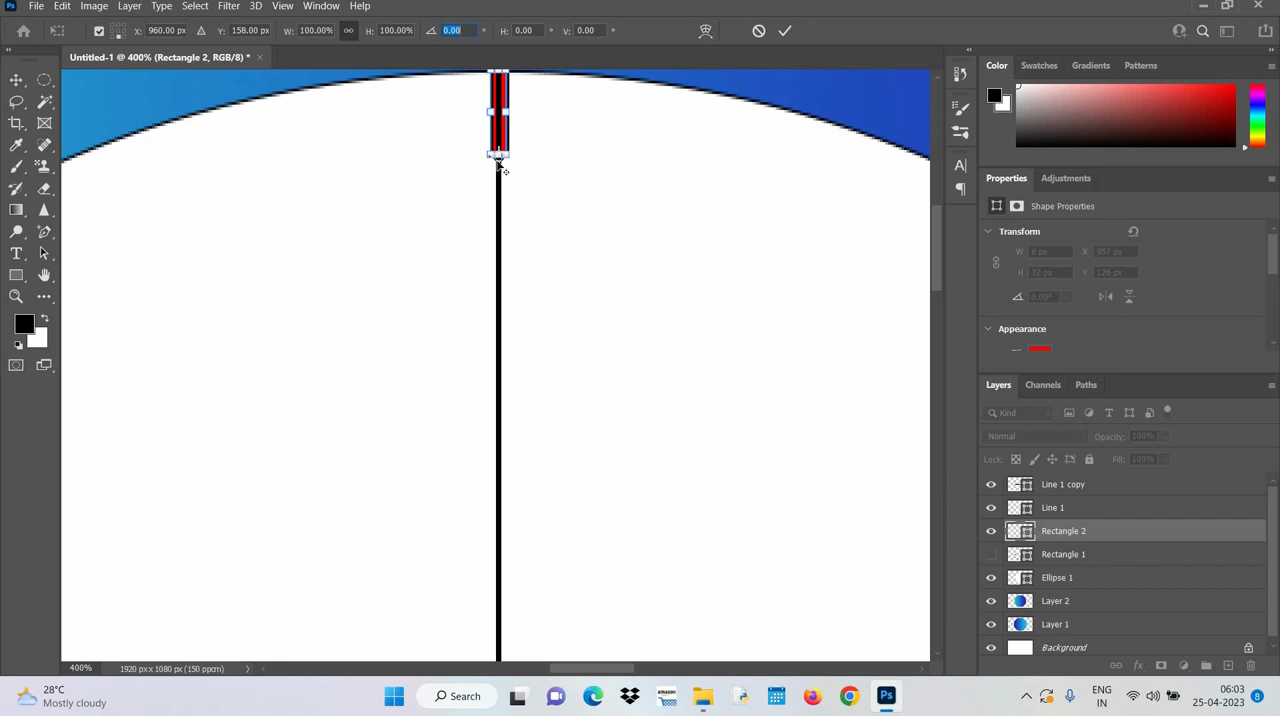 Ps File Edit Image Layer Type Select Filter 3D View Window Help
X: 960.00 px Y: 158.00 px W: 100.00% H: 100.00% 0.00 ° H: 0.00 ° V: 0.00 °
Untitled-1 @ 400% (Rectangle 2, RGB/8) * ×
Color Swatches Gradients Patterns
Properties Adjustments
Shape Properties
Transform
W 6 px X 957 px
H 32 px Y 126 px
0.00°
Appearance
Layers Channels Paths
Kind
Normal Opacity: 100%
Lock: Fill: 100%
Line 1 copy
Line 1
Rectangle 2
Rectangle 1
Ellipse 1
Layer 2
Layer 1
Background
400% 1920 px x 1080 px (150 ppcm)
28°C
Mostly cloudy
Search
amazon
Ps
ENG
IN
06:03
25-04-2023
8